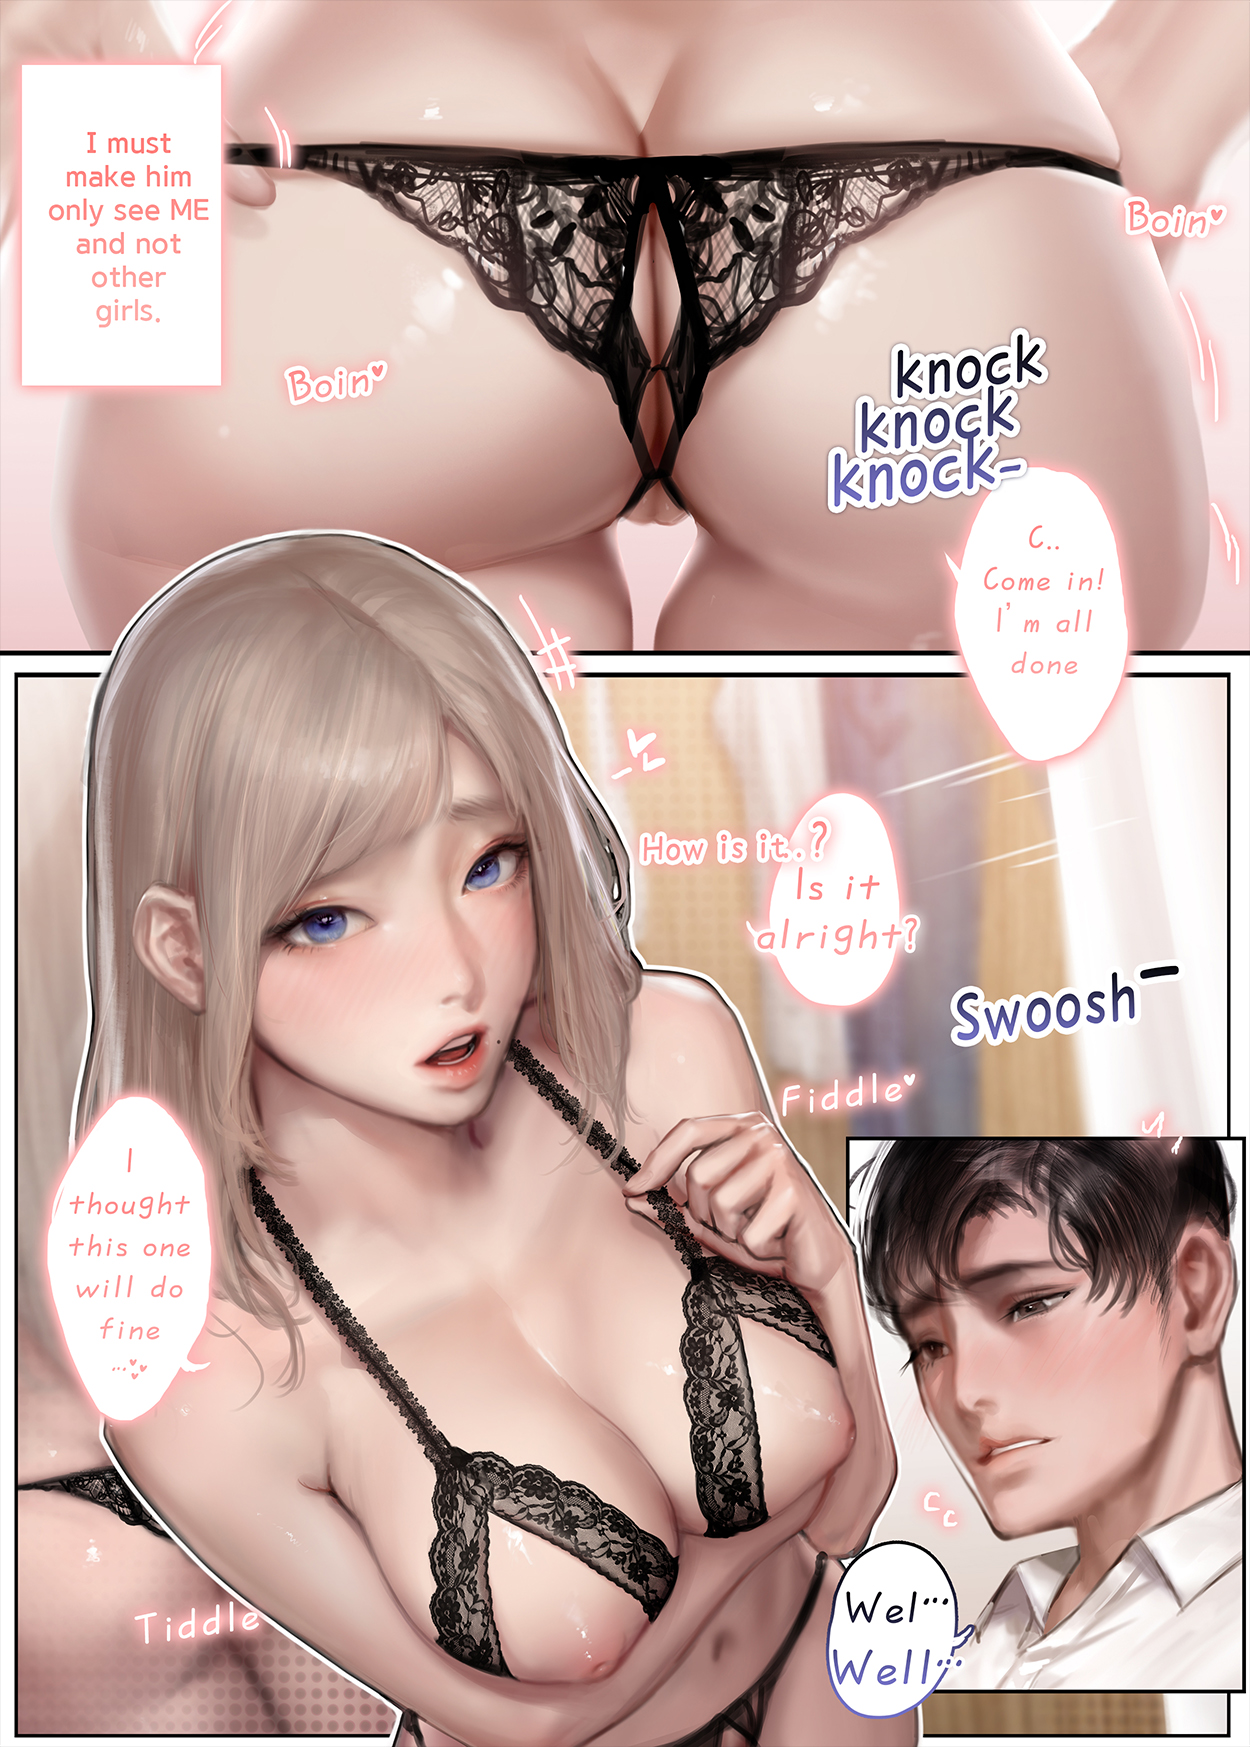 I must
make him
only see ME
and not
other
girls.
Boin
Boin
knock
knock
knock-
C..
Come in!
I'm all
done
How is it..?
Is it
alright?
Swoosh-
Fiddle
I
thought
this one
will do
fine
...
Tiddle
Wel...
Well...